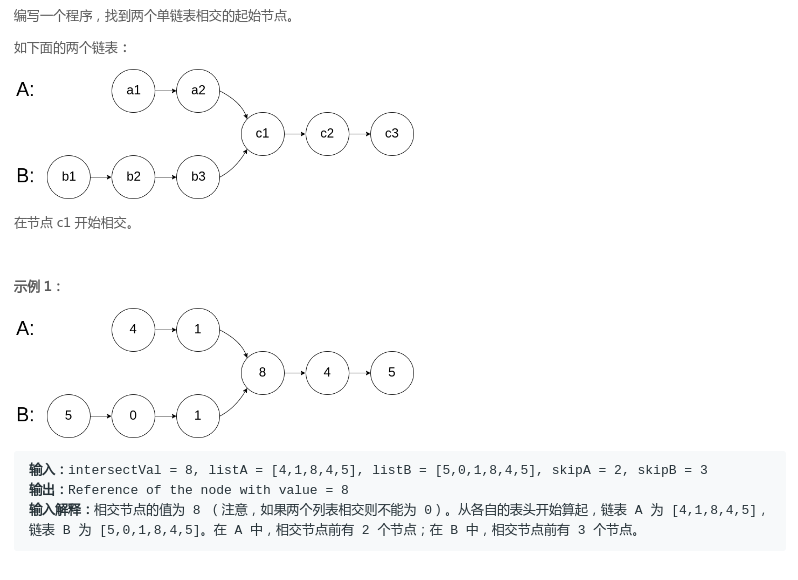 编写一个程序，找到两个单链表相交的起始节点。
如下面的两个链表：
A: a1 a2
c1 c2 c3
B: b1 b2 b3
在节点 c1 开始相交。
示例 1：
A: 4 1
8 4 5
B: 5 0 1
输入：intersectVal = 8, listA = [4,1,8,4,5], listB = [5,0,1,8,4,5], skipA = 2, skipB = 3
输出：Reference of the node with value = 8
输入解释：相交节点的值为 8 （注意，如果两个列表相交则不能为 0）。从各自的表头开始算起，链表 A 为 [4,1,8,4,5]，
链表 B 为 [5,0,1,8,4,5]。在 A 中，相交节点前有 2 个节点；在 B 中，相交节点前有 3 个节点。